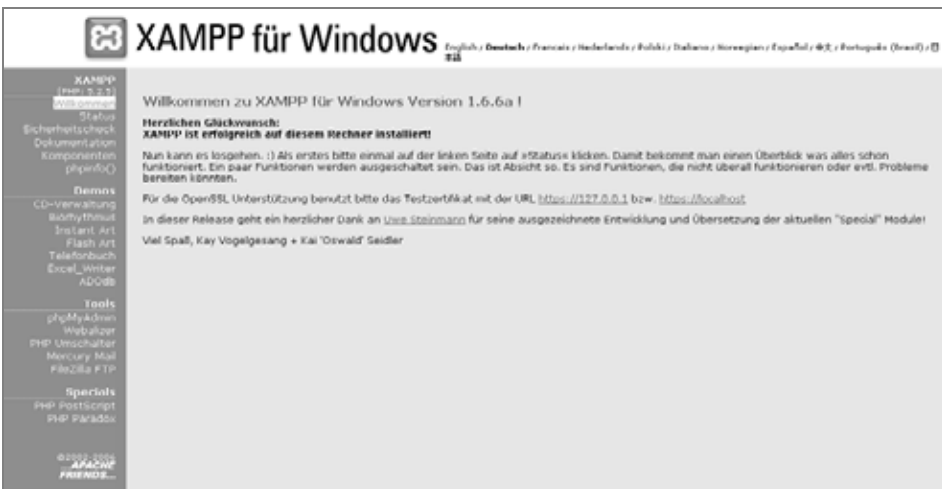 XAMPP für Windows
English / Deutsch / Francais / Nederlands / Polski / Italiano / Norwegian / Español / 中文 / Português (Brasil) / 日
本語
XAMPP
[PHP: 5.2.5]
Willkommen
Status
Sicherheitscheck
Dokumentation
Komponenten
phpinfo()
Demos
CD-Verwaltung
Biorhythmus
Instant Art
Flash Art
Telefonbuch
Excel_Writer
ADOdb
Tools
phpMyAdmin
Webalizer
PHP Umschalter
Mercury Mail
FileZilla FTP
Specials
PHP PostScript
PHP Paradox
©2002-2004
...APACHE
FRIENDS...
Willkommen zu XAMPP für Windows Version 1.6.6a !
Herzlichen Glückwunsch:
XAMPP ist erfolgreich auf diesem Rechner installiert!
Nun kann es losgehen. :) Als erstes bitte einmal auf der linken Seite auf »Status« klicken. Damit bekommt man einen Überblick was alles schon
funktioniert. Ein paar Funktionen werden ausgeschaltet sein. Das ist Absicht so. Es sind Funktionen, die nicht überall funktionieren oder evtl. Probleme
bereiten könnten.
Für die OpenSSL Unterstützung benutzt bitte das Testzertifikat mit der URL https://127.0.0.1 bzw. https://localhost
In dieser Release geht ein herzlicher Dank an Uwe Steinmann für seine ausgezeichnete Entwicklung und Übersetzung der aktuellen "Special" Module!
Viel Spaß, Kay Vogelgesang + Kai 'Oswald' Seidler